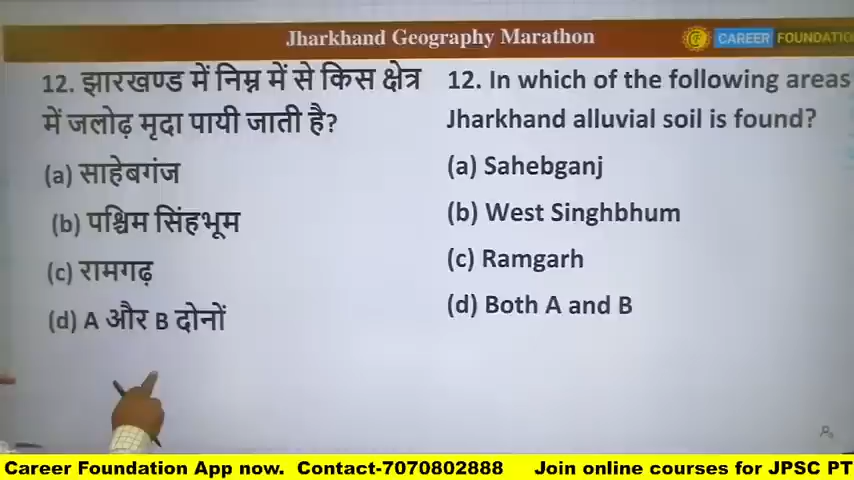 Jharkhand Geography Marathon
CAREER FOUNDATIO
12. झारखण्ड में निम्न में से किस क्षेत्र
में जलोढ़ मृदा पायी जाती है?
(a) साहेबगंज
(b) पश्चिम सिंहभूम
(c) रामगढ़
(d) A और B दोनों
12. In which of the following areas
Jharkhand alluvial soil is found?
(a) Sahebganj
(b) West Singhbhum
(c) Ramgarh
(d) Both A and B
Career Foundation App now. Contact-7070802888 Join online courses for JPSC PT